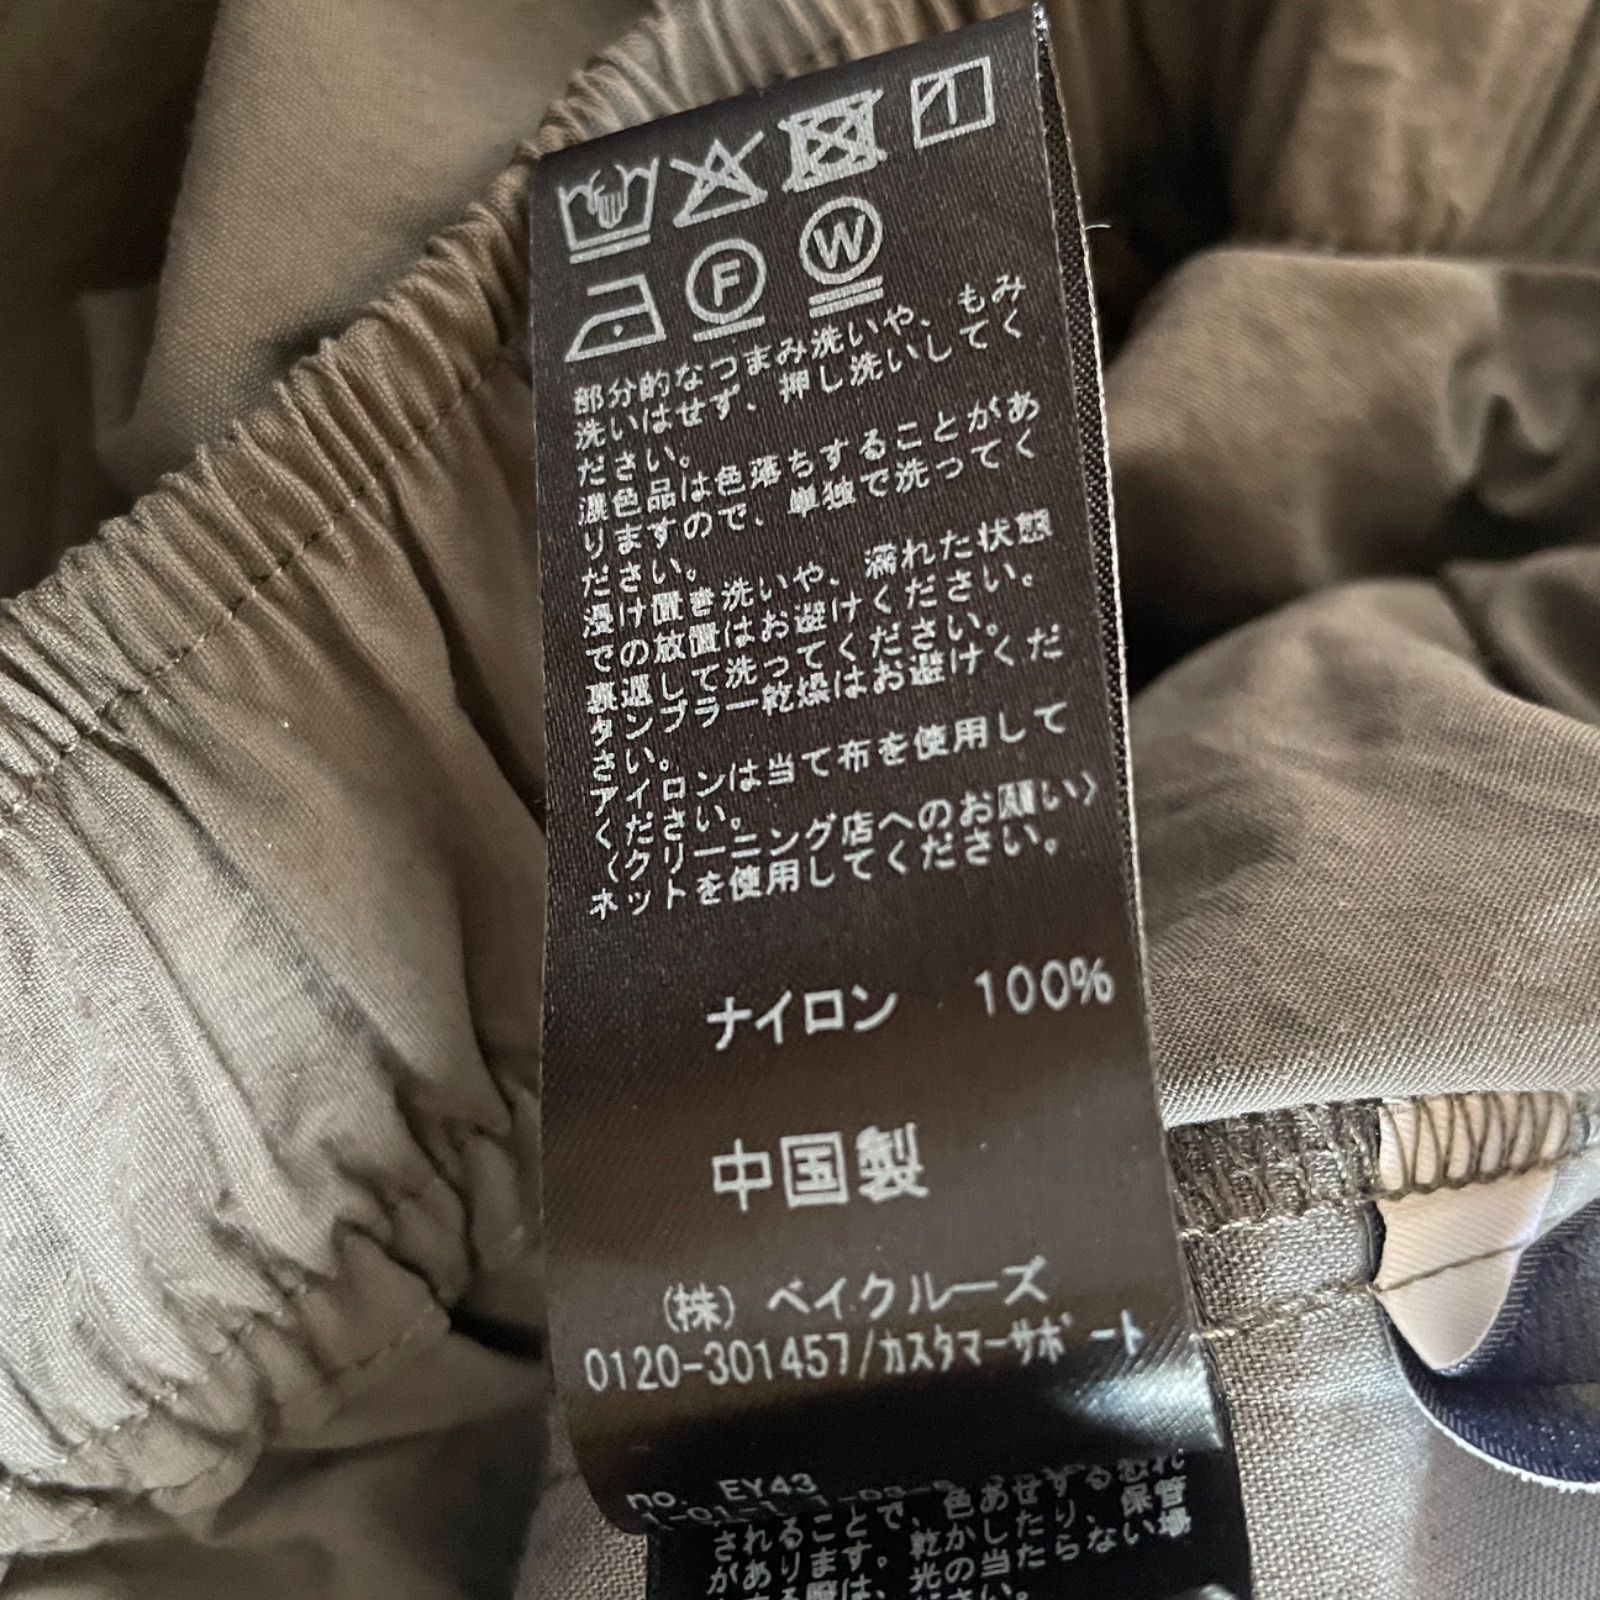 F
W
部分的なつまみ洗いや、もみ
洗いはせず、押し洗いしてく
ださい。
濃色品は色落ちすることがあ
りますので、単独で洗ってく
ださい。
浸け置き洗いや、濡れた状態
での放置はお避けください。
裏返して洗ってください。
タンブラー乾燥はお避けくだ
さい。
アイロンは当て布を使用して
ください。
〈クリーニング店へのお願い〉
ネットを使用してください。
ナイロン 100%
中国製
(株) ベイクルーズ
0120-301457/カスタマーサポート
no. EY43
されることで、色あせする恐れ
があります。乾かしたり、保管
光の当たらない場